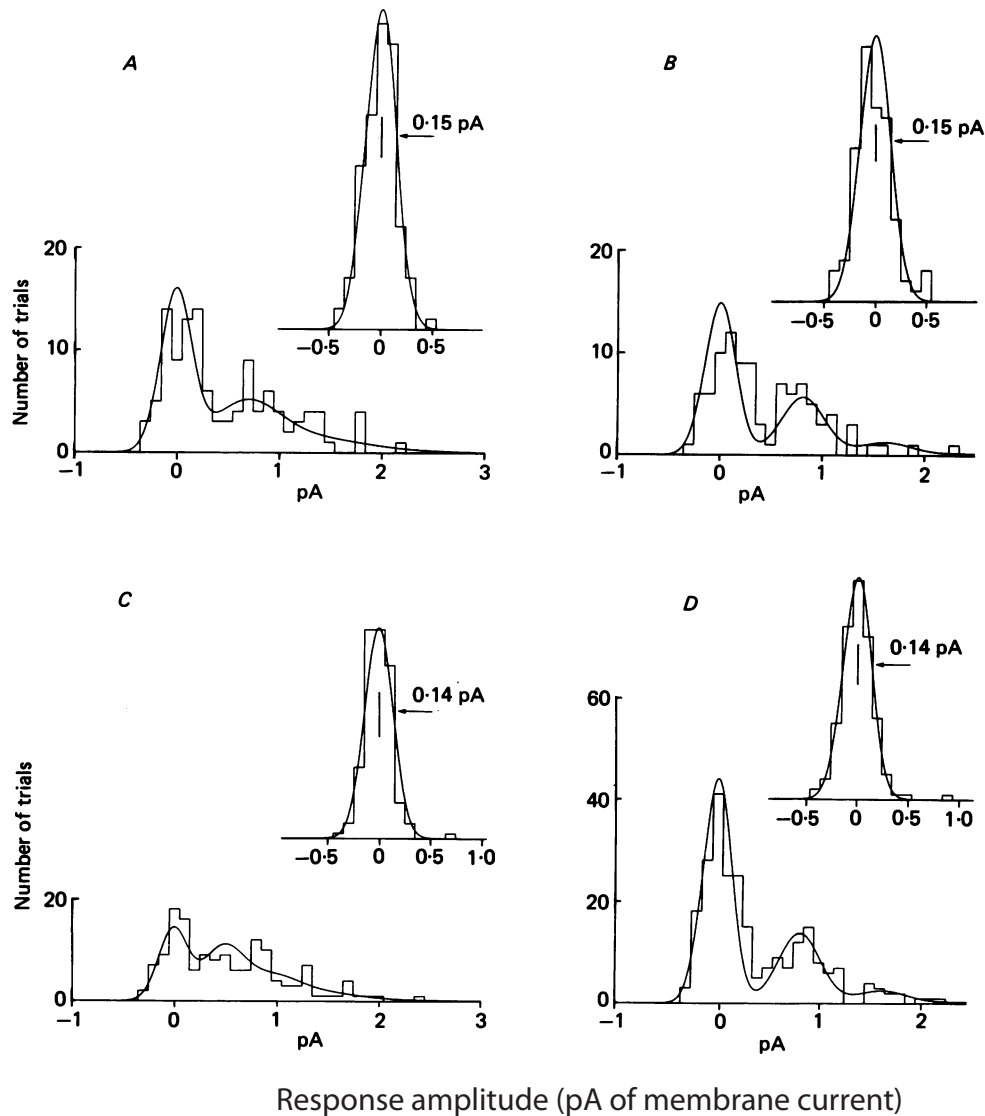 A
0·15 pA
−0·5 0 0·5
Number of trials
20
10
0
−1 0 1 2 3
pA
B
0·15 pA
−0·5 0 0·5
20
10
0
−1 0 1 2
pA
C
0·14 pA
−0·5 0 0·5 1·0
Number of trials
20
10
0
−1 0 1 2 3
pA
D
0·14 pA
−0·5 0 0·5 1·0
60
40
20
0
−1 0 1 2
pA
Response amplitude (pA of membrane current)